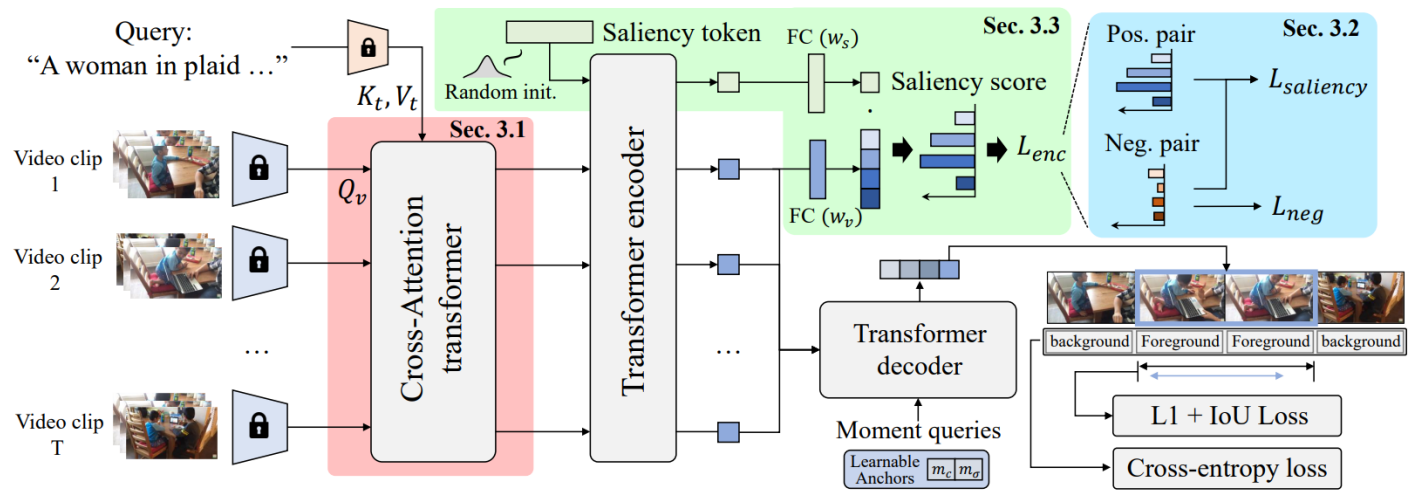 Query:
“A woman in plaid …”
K_t, V_t
Saliency token
Random init.
Sec. 3.3
FC (w_s)
Saliency score
FC (w_v)
L_enc
Sec. 3.2
Pos. pair
L_saliency
Neg. pair
L_neg
Sec. 3.1
Video clip
1
Q_v
Video clip
2
…
Video clip
T
Cross-Attention
transformer
Transformer encoder
…
Transformer
decoder
Moment queries
Learnable
Anchors
m_c m_σ
background Foreground Foreground background
L1 + IoU Loss
Cross-entropy loss